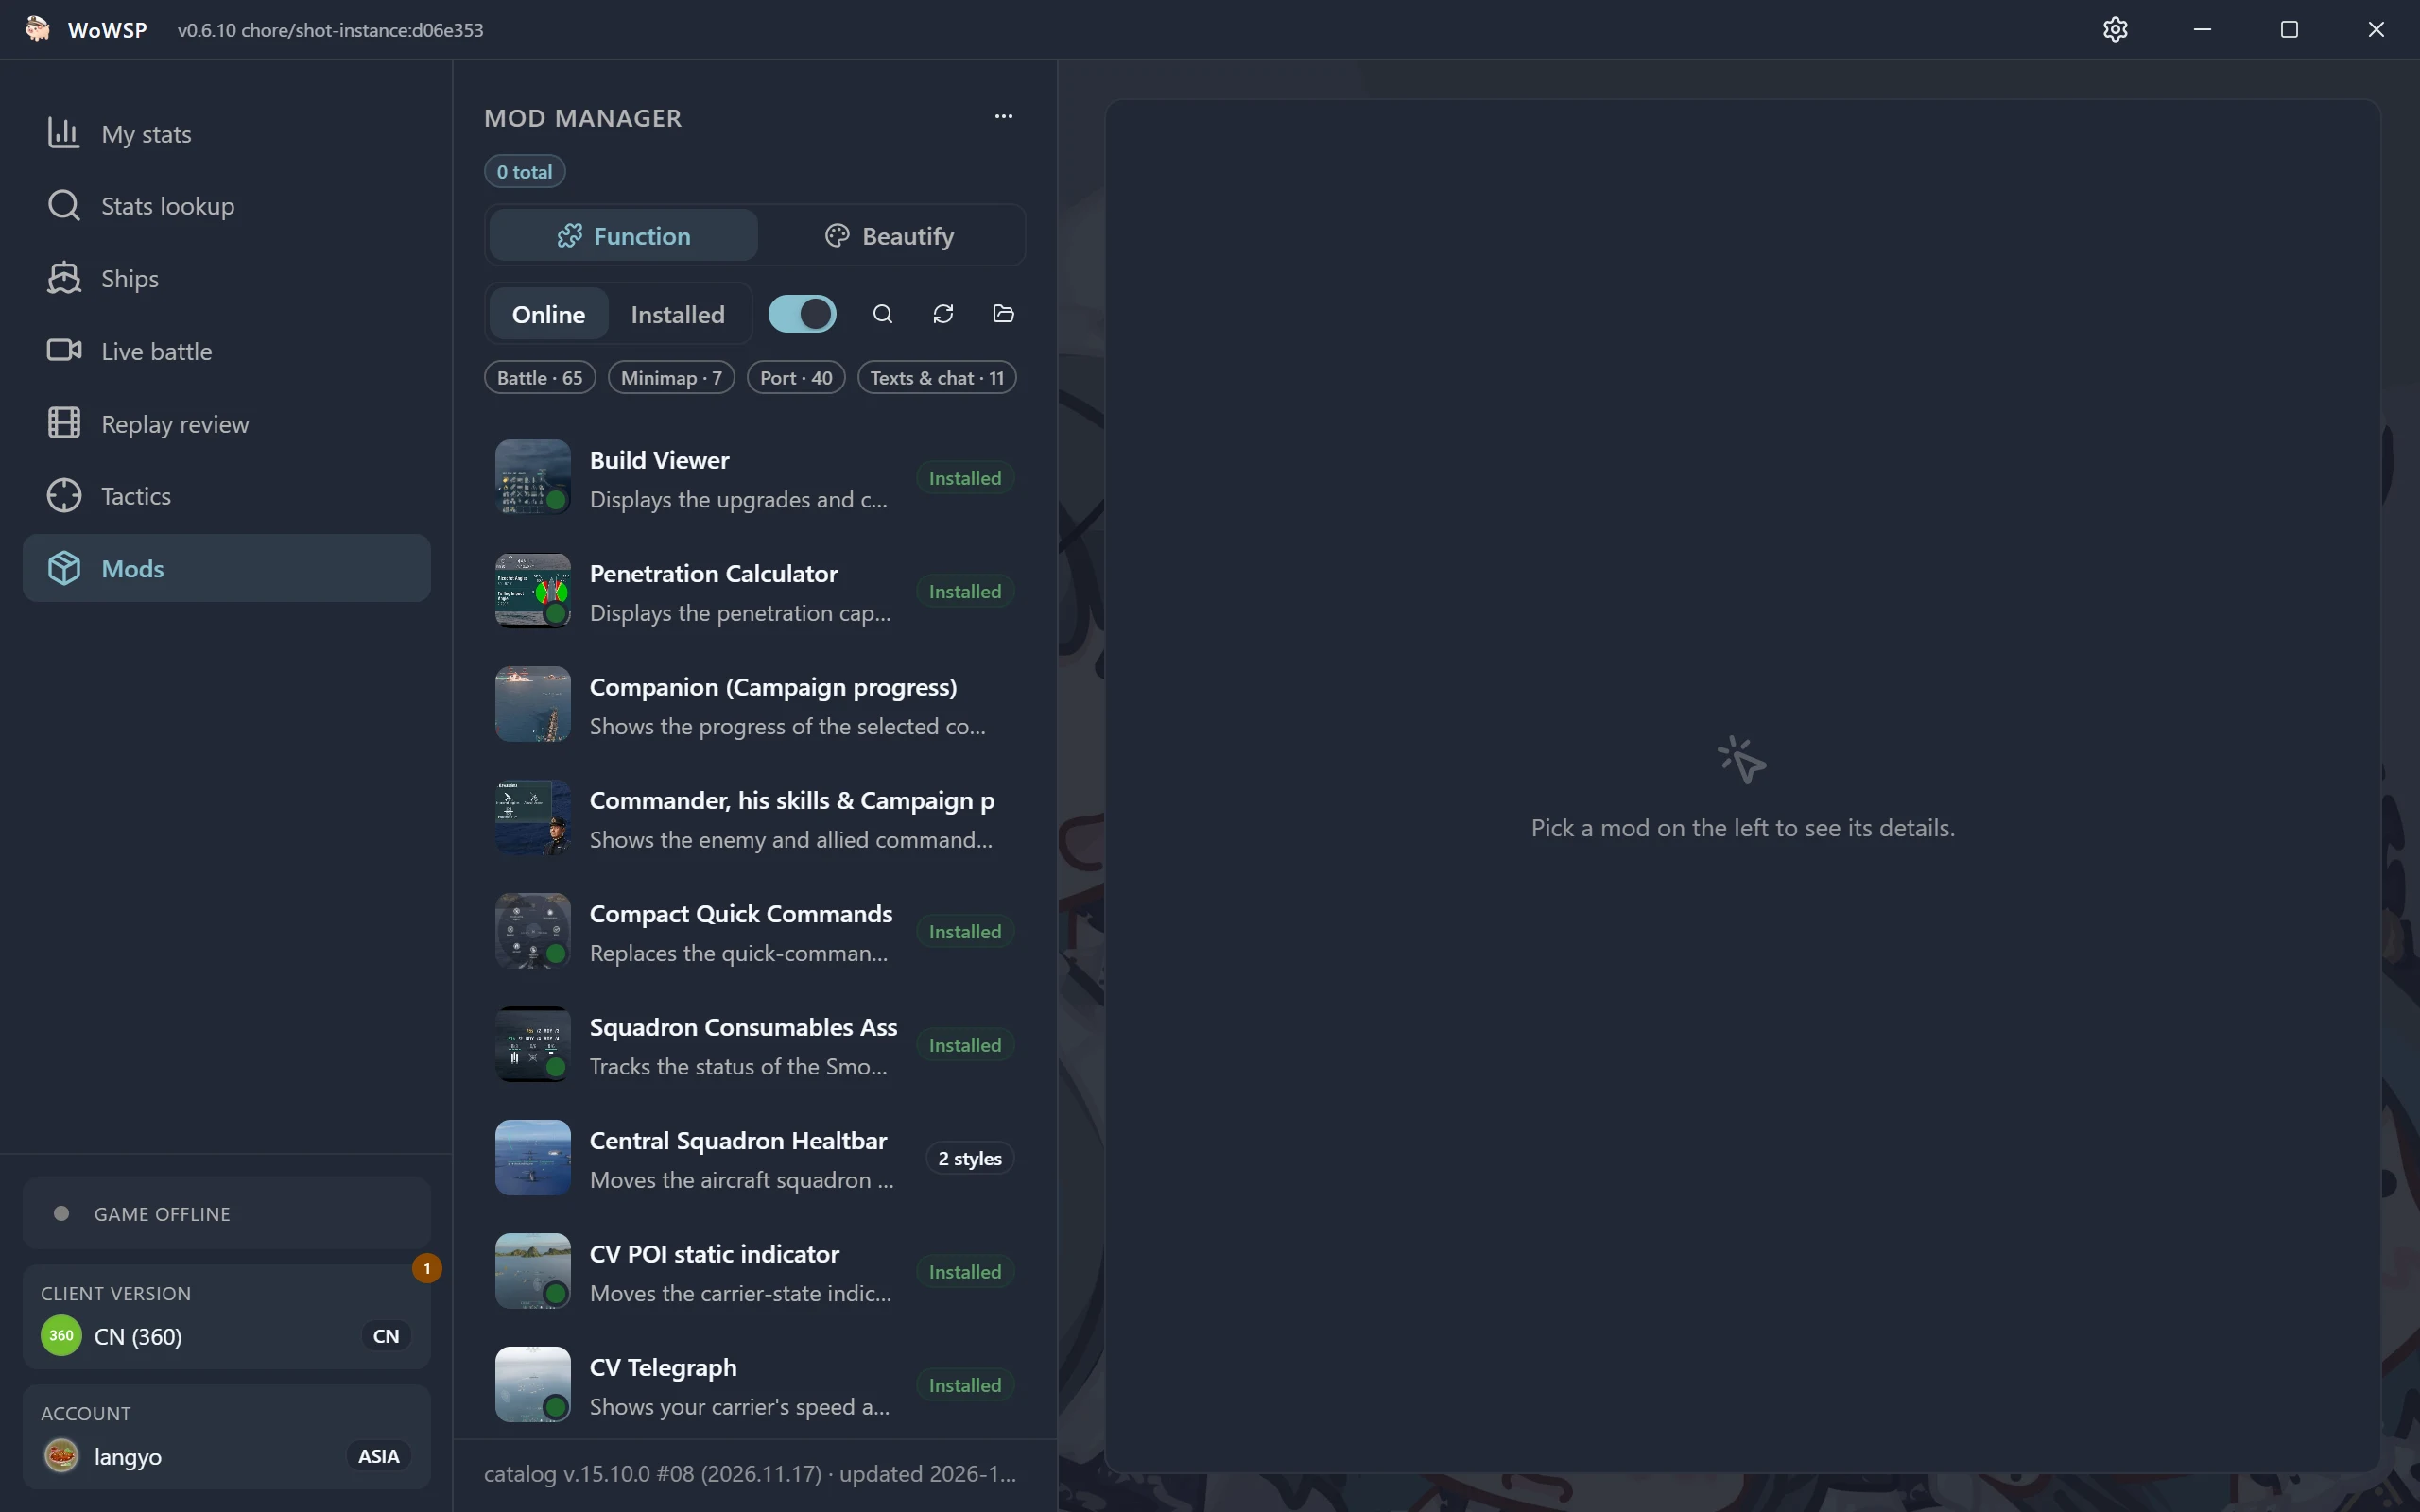 WoWSP v0.6.10 chore/shot-instance:d06e353
My stats
Stats lookup
Ships
Live battle
Replay review
Tactics
Mods
GAME OFFLINE
1
CLIENT VERSION
360 CN (360) CN
ACCOUNT
langyo ASIA
MOD MANAGER
0 total
Function Beautify
Online Installed
Battle · 65 Minimap · 7 Port · 40 Texts & chat · 11
Build Viewer
Displays the upgrades and c...
Installed
Penetration Calculator
Displays the penetration cap...
Installed
Companion (Campaign progress)
Shows the progress of the selected co...
Commander, his skills & Campaign p
Shows the enemy and allied command...
Compact Quick Commands
Replaces the quick-comman...
Installed
Squadron Consumables Ass
Tracks the status of the Smo...
Installed
Central Squadron Healtbar
Moves the aircraft squadron ...
2 styles
CV POI static indicator
Moves the carrier-state indic...
Installed
CV Telegraph
Shows your carrier's speed a...
Installed
catalog v.15.10.0 #08 (2026.11.17) · updated 2026-1...
Pick a mod on the left to see its details.